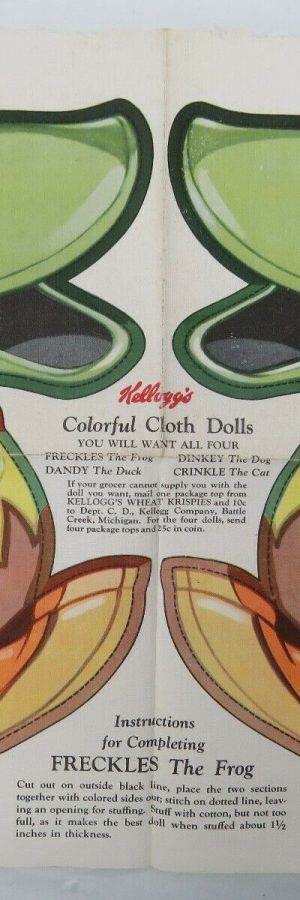 Kellogg's
Colorful Cloth Dolls
YOU WILL WANT ALL FOUR
FRECKLES The Frog DINKEY The Dog
DANDY The Duck CRINKLE The Cat
If your grocer cannot supply you with the
doll you want, mail one package top from
KELLOGG'S WHEAT KRISPIES and 10c
to Dept. C. D., Kellogg Company, Battle
Creek, Michigan. For the four dolls, send
four package tops and 25c in coin.
Instructions
for Completing
FRECKLES The Frog
Cut out on outside black line, place the two sections
together with colored sides out; stitch on dotted line, leav-
ing an opening for stuffing. Stuff with cotton, but not too
full, as it makes the best doll when stuffed about 1½
inches in thickness.